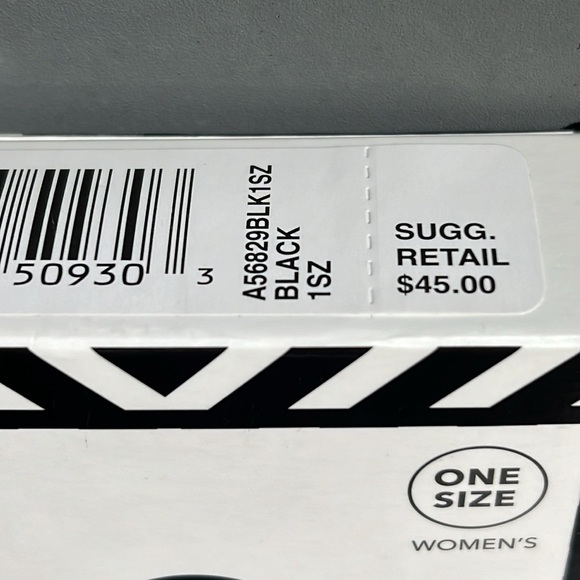 50930 3
A56829BLK1SZ
BLACK
1SZ
SUGG.
RETAIL
$45.00
ONE
SIZE
WOMEN'S